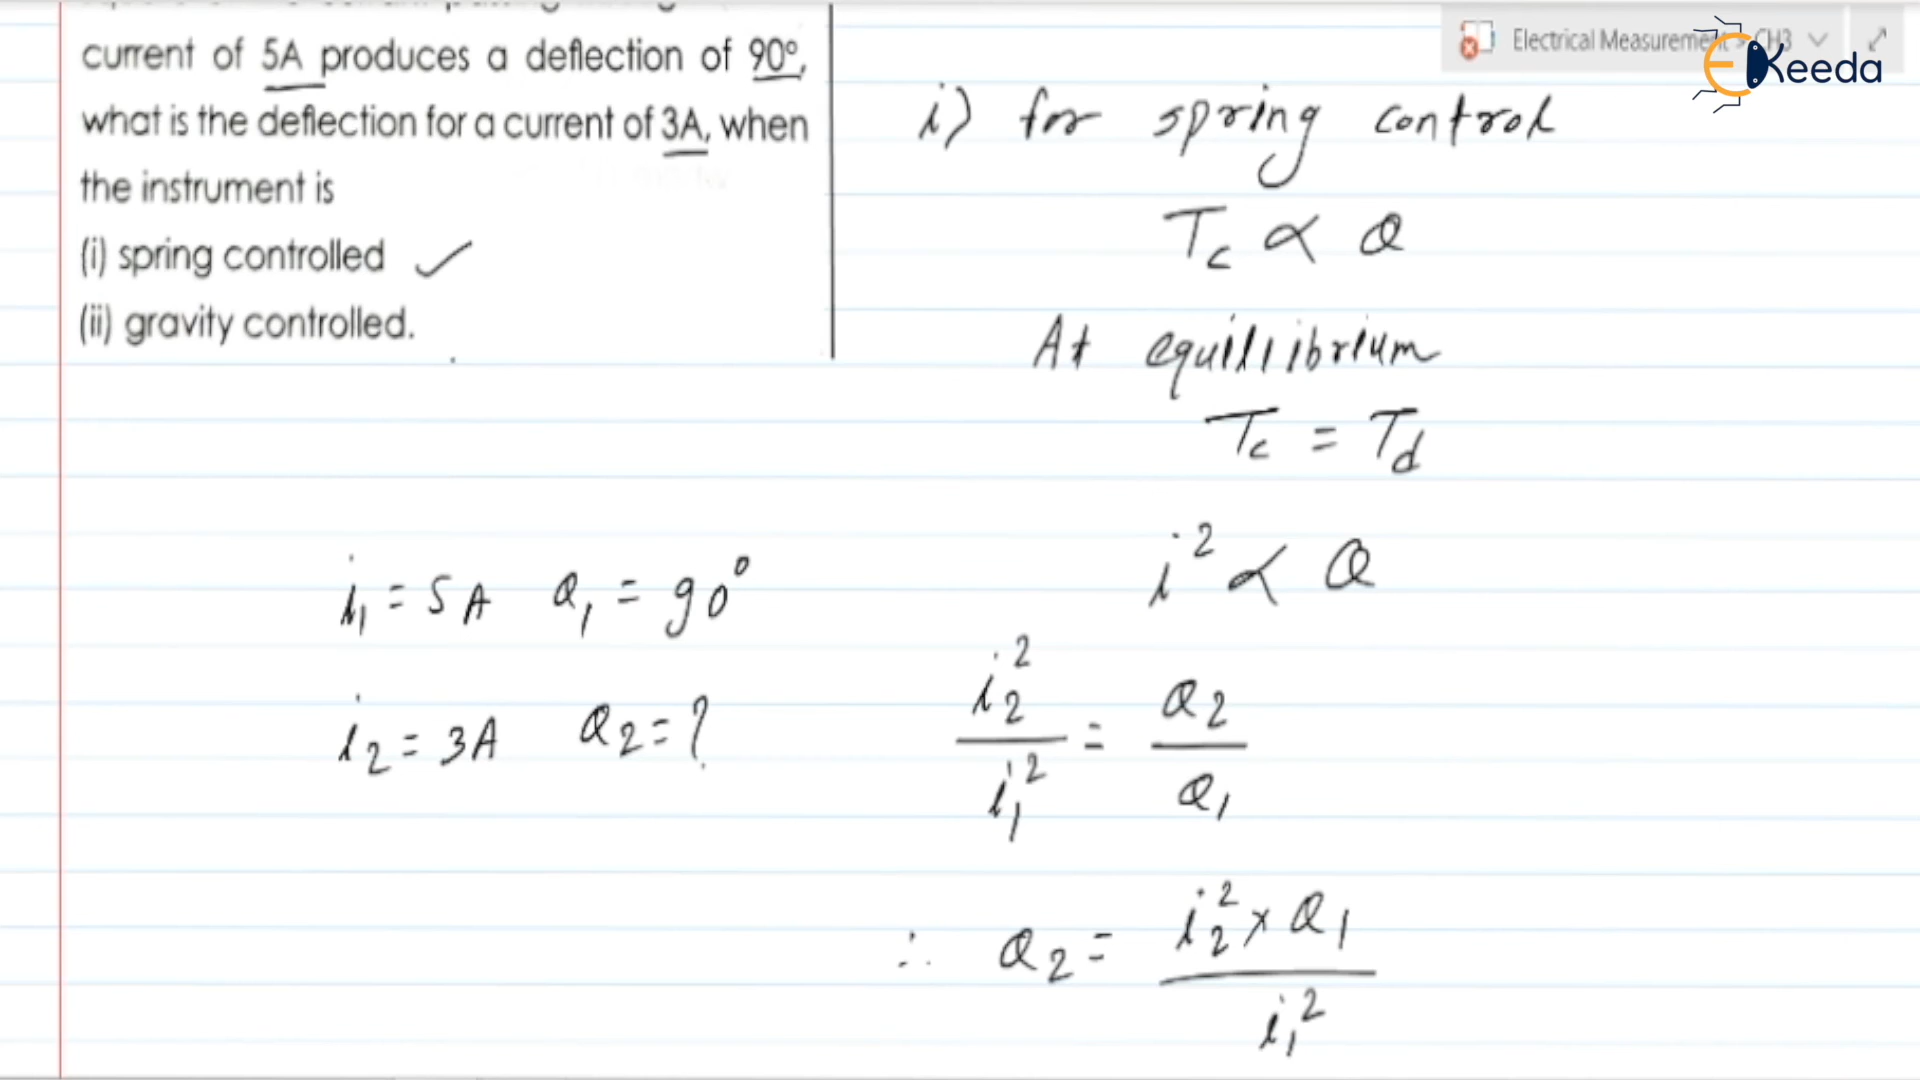 current of 5A produces a deflection of 90°,
what is the deflection for a current of 3A, when
the instrument is
(i) spring controlled ✓
(ii) gravity controlled.
Electrical Measurement > CH3
EKeeda
i) for spring control
Tc ∝ θ
At equilibrium
Tc = Td
i² ∝ θ
i₁ = 5A θ₁ = 90°
i₂ = 3A θ₂ = ?
i₂² / i₁² = θ₂ / θ₁
∴ θ₂ = i₂² × θ₁ / i₁²